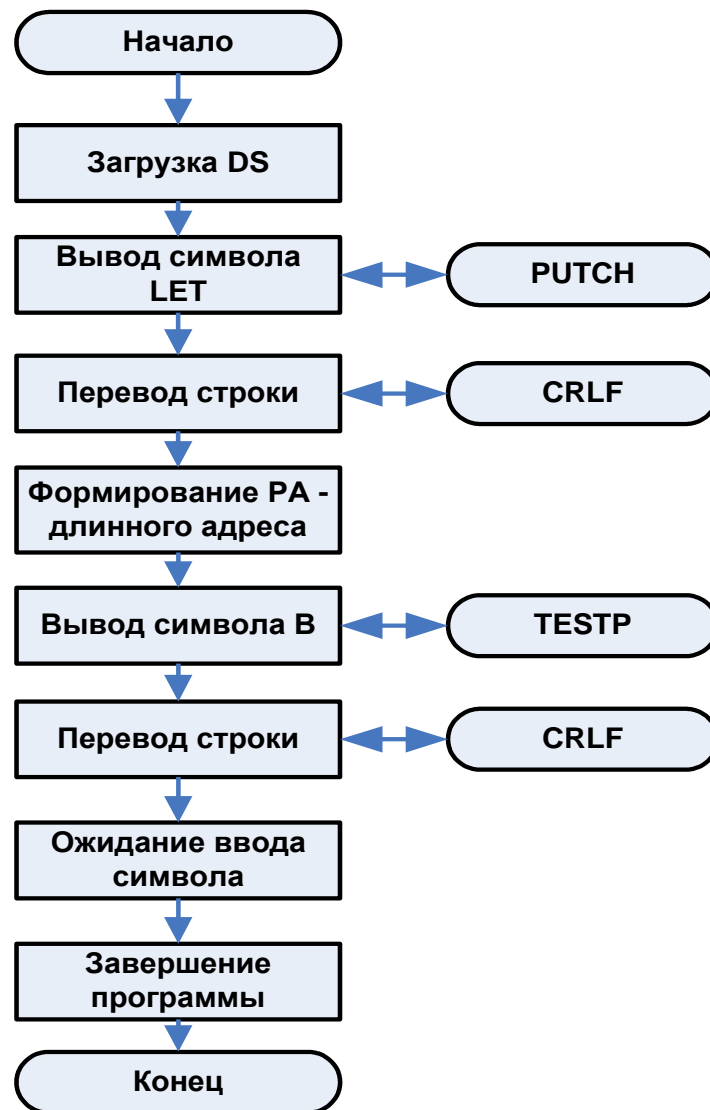 Начало
Загрузка DS
Вывод символа
LET
PUTCH
Перевод строки
CRLF
Формирование PA -
длинного адреса
Вывод символа B
TESTP
Перевод строки
CRLF
Ожидание ввода
символа
Завершение
программы
Конец